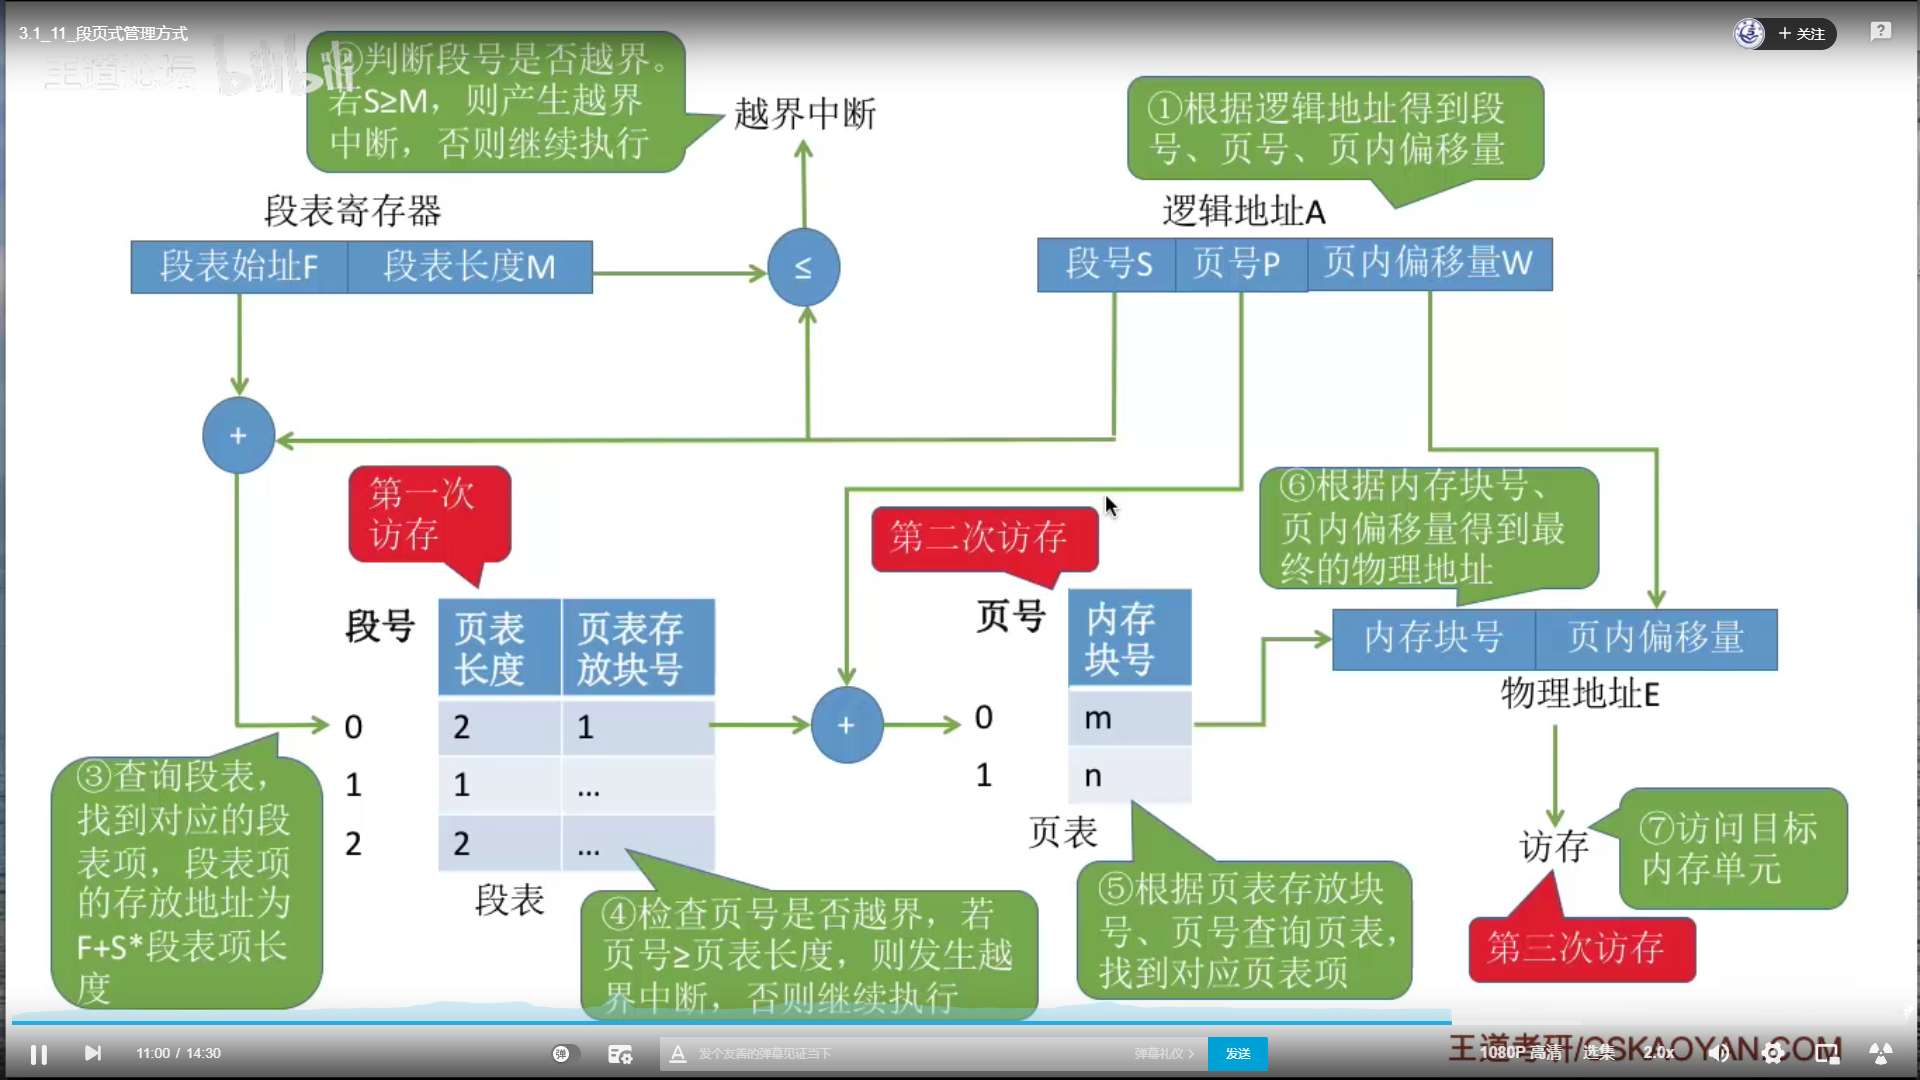 3.1_11_段页式管理方式
+ 关注
王道论坛
bilibili
②判断段号是否越界。
若S≥M，则产生越界
中断，否则继续执行
越界中断
①根据逻辑地址得到段
号、页号、页内偏移量
段表寄存器
逻辑地址A
段表始址F
段表长度M
≤
段号S
页号P
页内偏移量W
+
第一次
访存
第二次访存
⑥根据内存块号、
页内偏移量得到最
终的物理地址
段号
页表
长度
页表存
放块号
页号
内存
块号
内存块号
页内偏移量
物理地址E
0
2
1
+
0
m
1
1
...
1
n
2
2
...
段表
页表
③查询段表，
找到对应的段
表项，段表项
的存放地址为
F+S*段表项长
度
④检查页号是否越界，若
页号≥页表长度，则发生越
界中断，否则继续执行
⑤根据页表存放块
号、页号查询页表，
找到对应页表项
访存
⑦访问目标
内存单元
第三次访存
11:00 / 14:30
弹
发个友善的弹幕见证当下
弹幕礼仪 >
发送
王道考研/CSKAOYAN.COM
1080P 高清
选集
2.0x